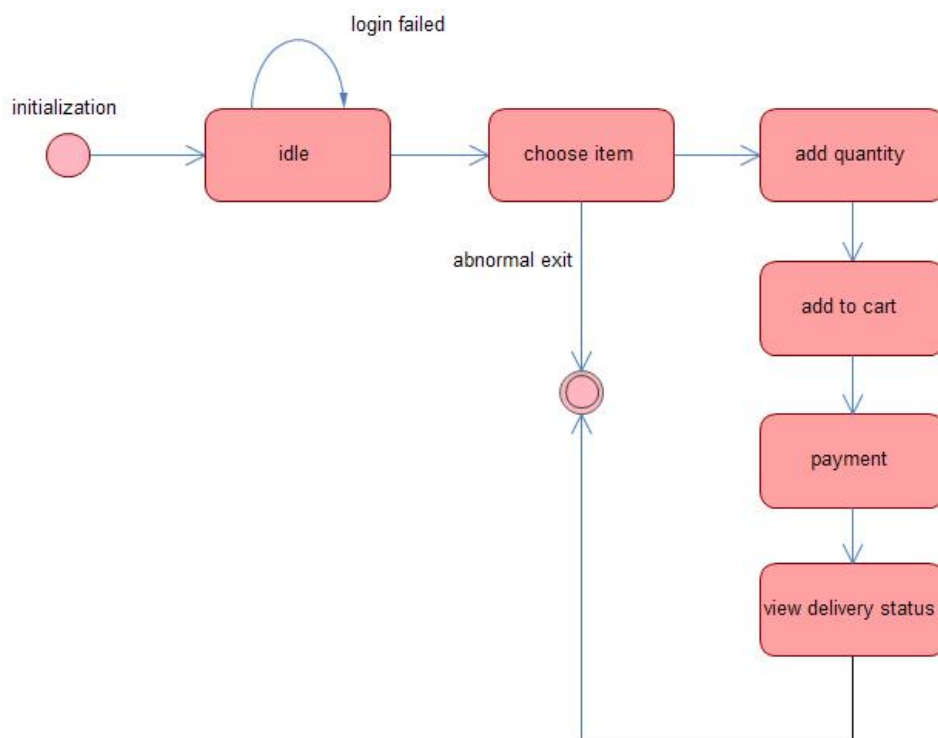 login failed
initialization
idle
choose item
add quantity
abnormal exit
add to cart
payment
view delivery status